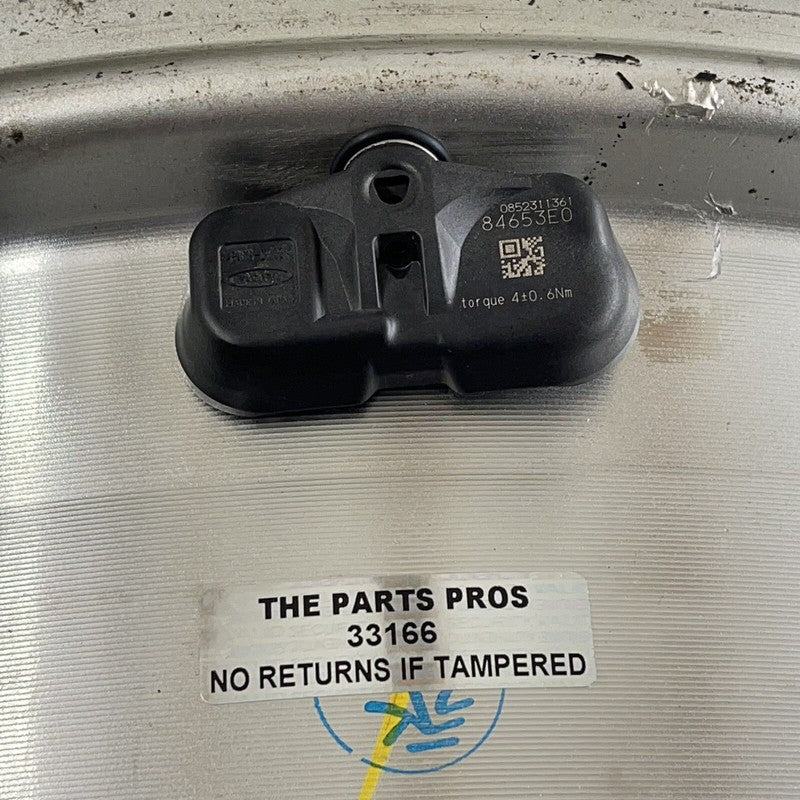 0852311361
84653E0
torque 4±0.6Nm
THE PARTS PROS
33166
NO RETURNS IF TAMPERED